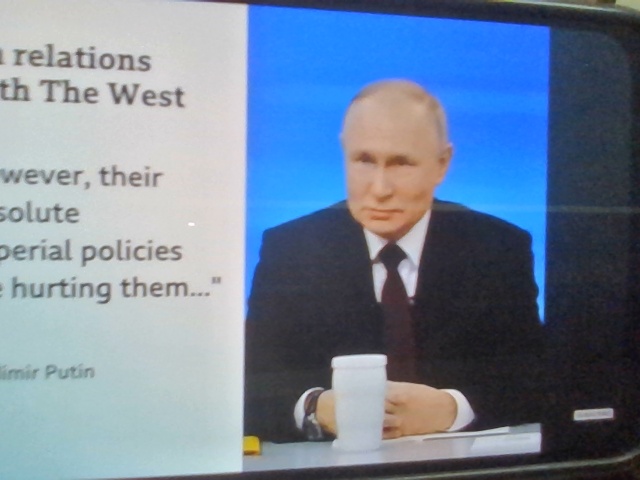 relations
th The West
wever, their
solute
perial policies
hurting them..."
limir Putin